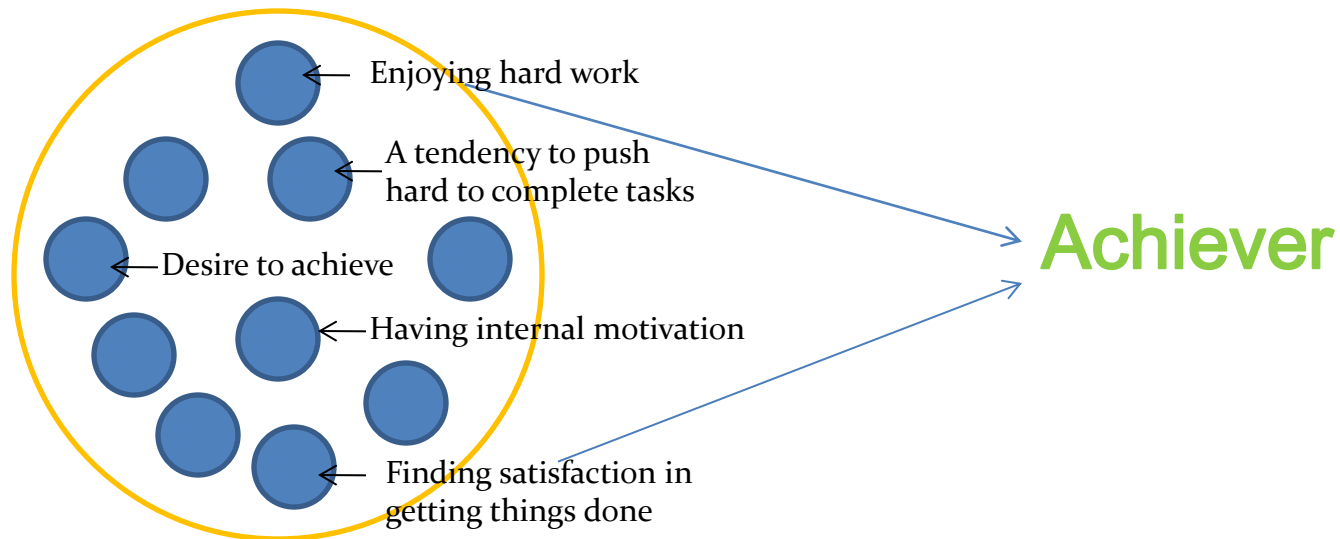 Enjoying hard work
A tendency to push
hard to complete tasks
Desire to achieve
Having internal motivation
Finding satisfaction in
getting things done
Achiever